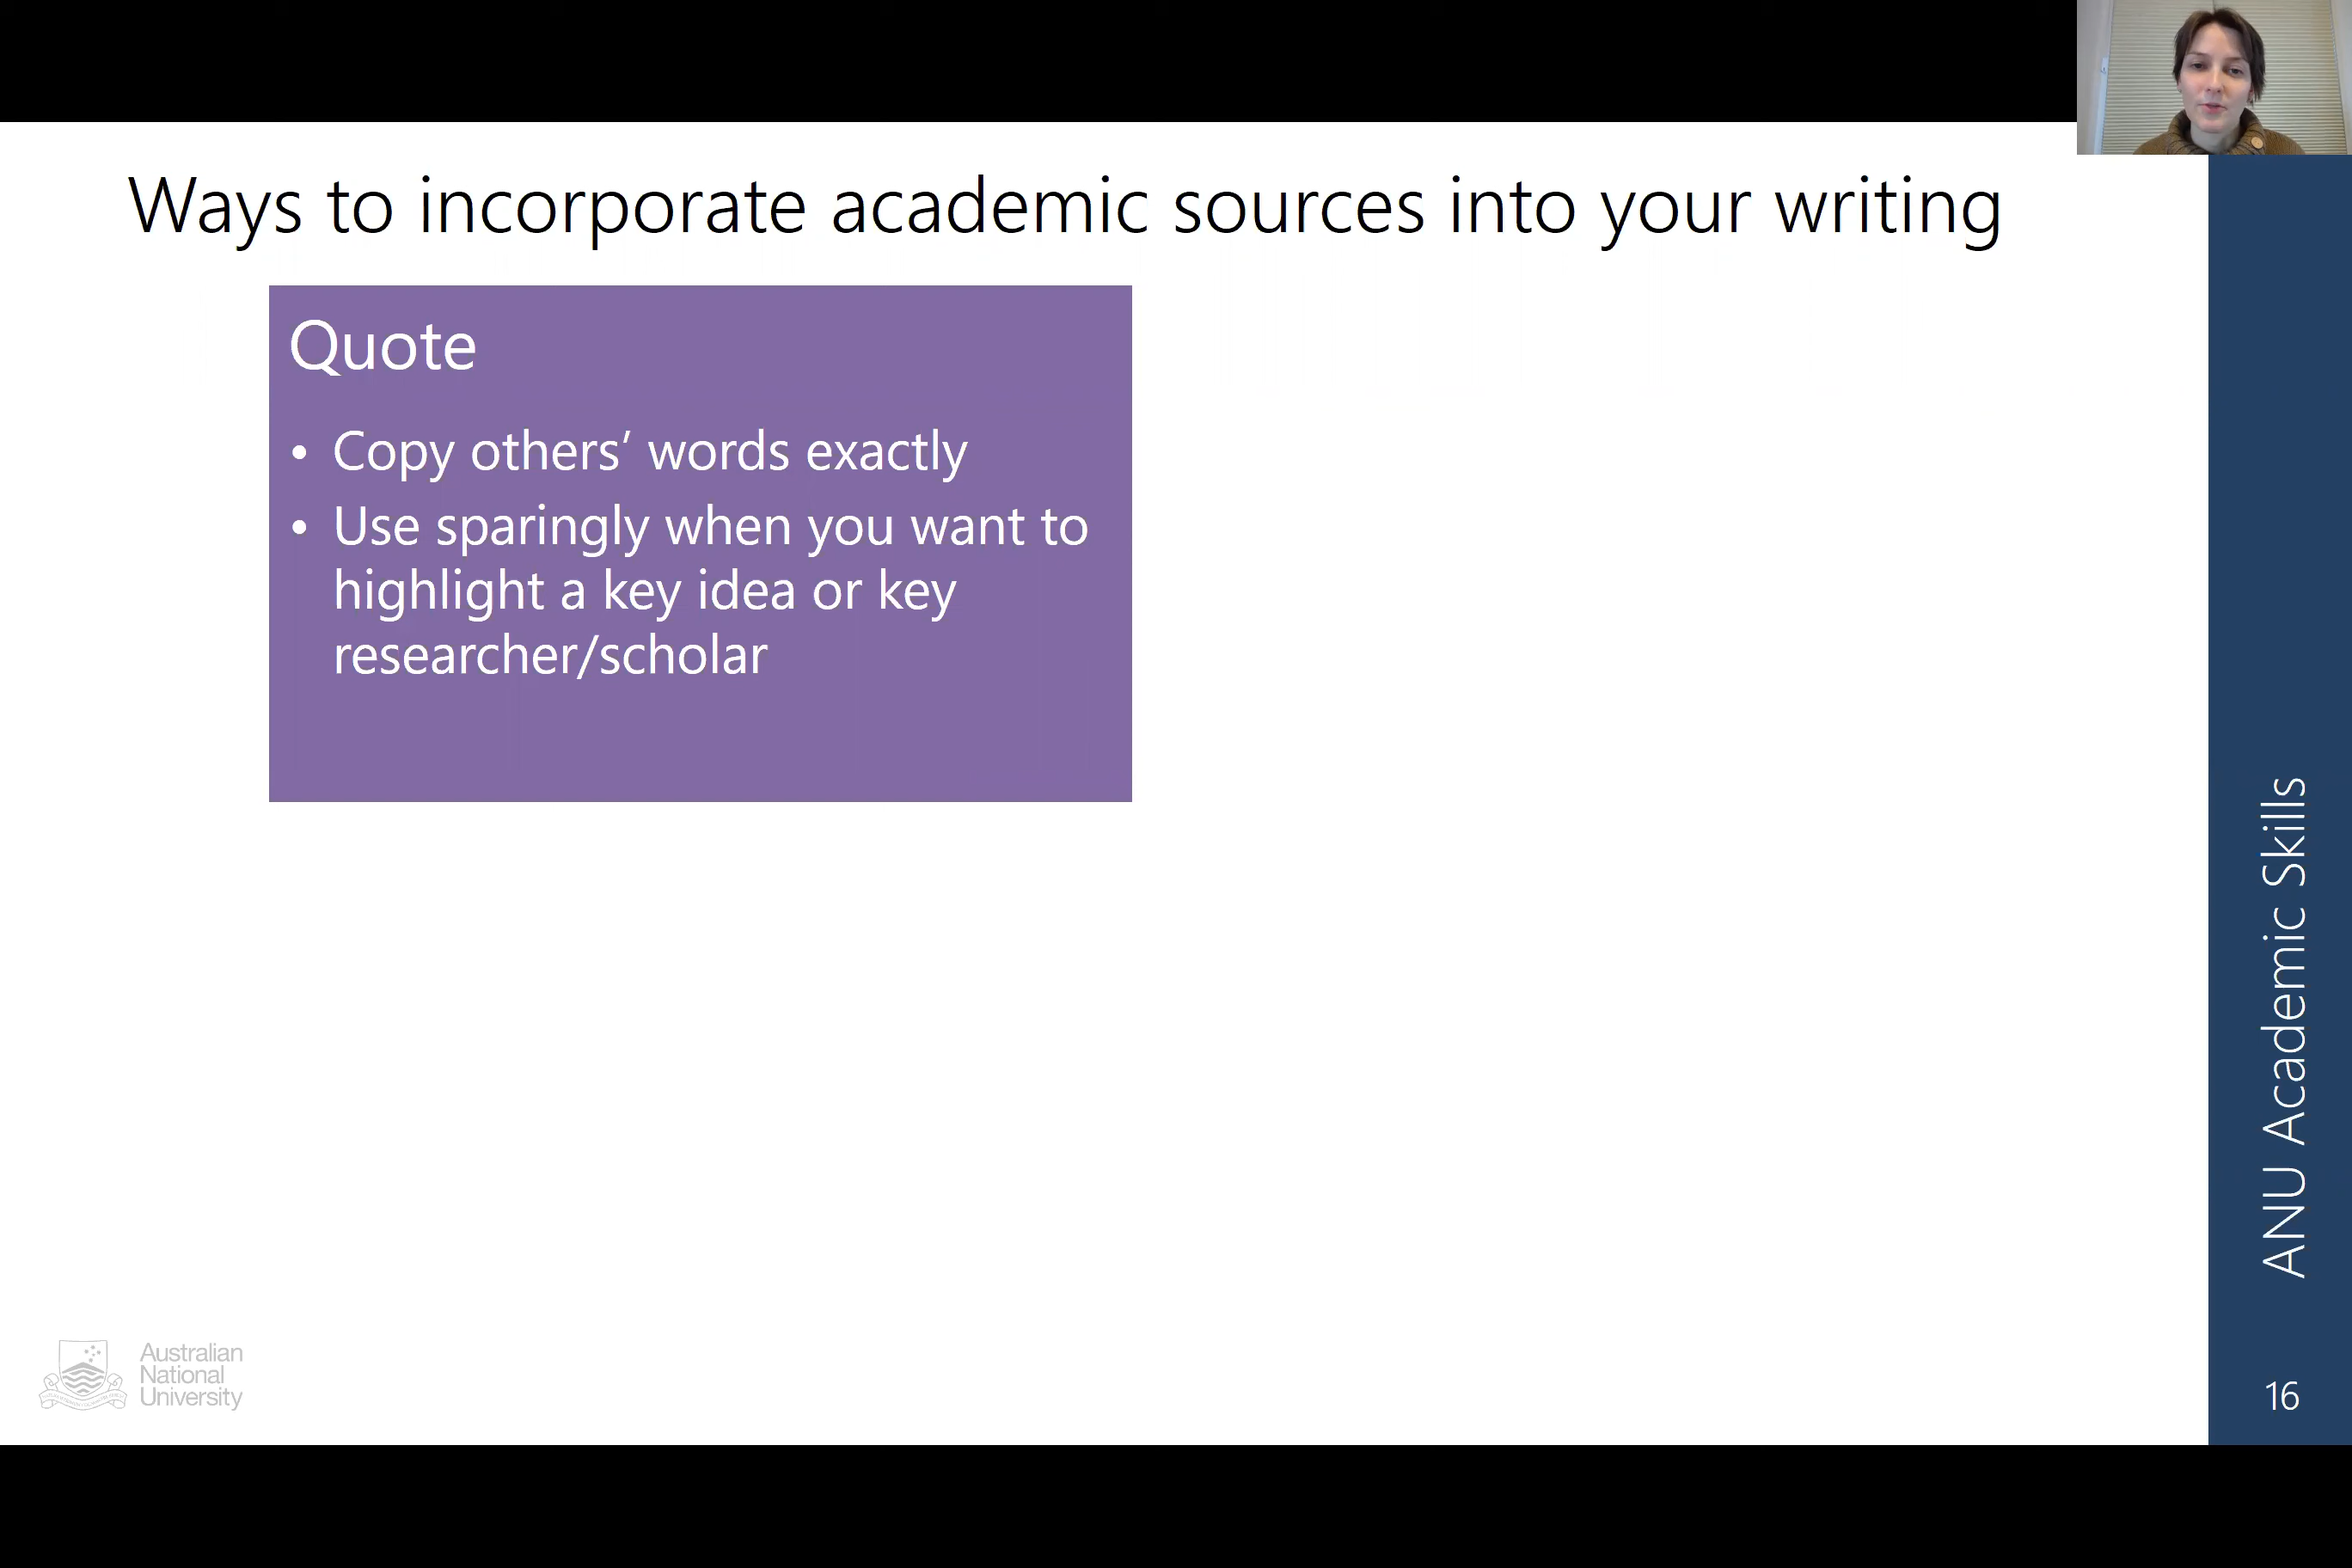 Ways to incorporate academic sources into your writing
Quote
• Copy others‘ words exactly
• Use sparingly when you want to
highlight a key idea or key
researcher/scholar
ANU Academic Skills
Australian
National
University
16